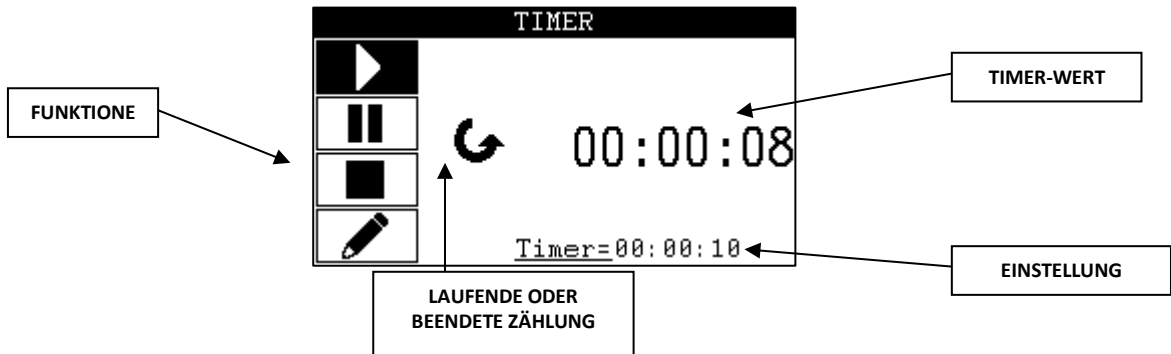 TIMER
TIMER-WERT
FUNKTIONE
00:00:08
Timer=00:00:10
EINSTELLUNG
LAUFENDE ODER
BEENDETE ZÄHLUNG